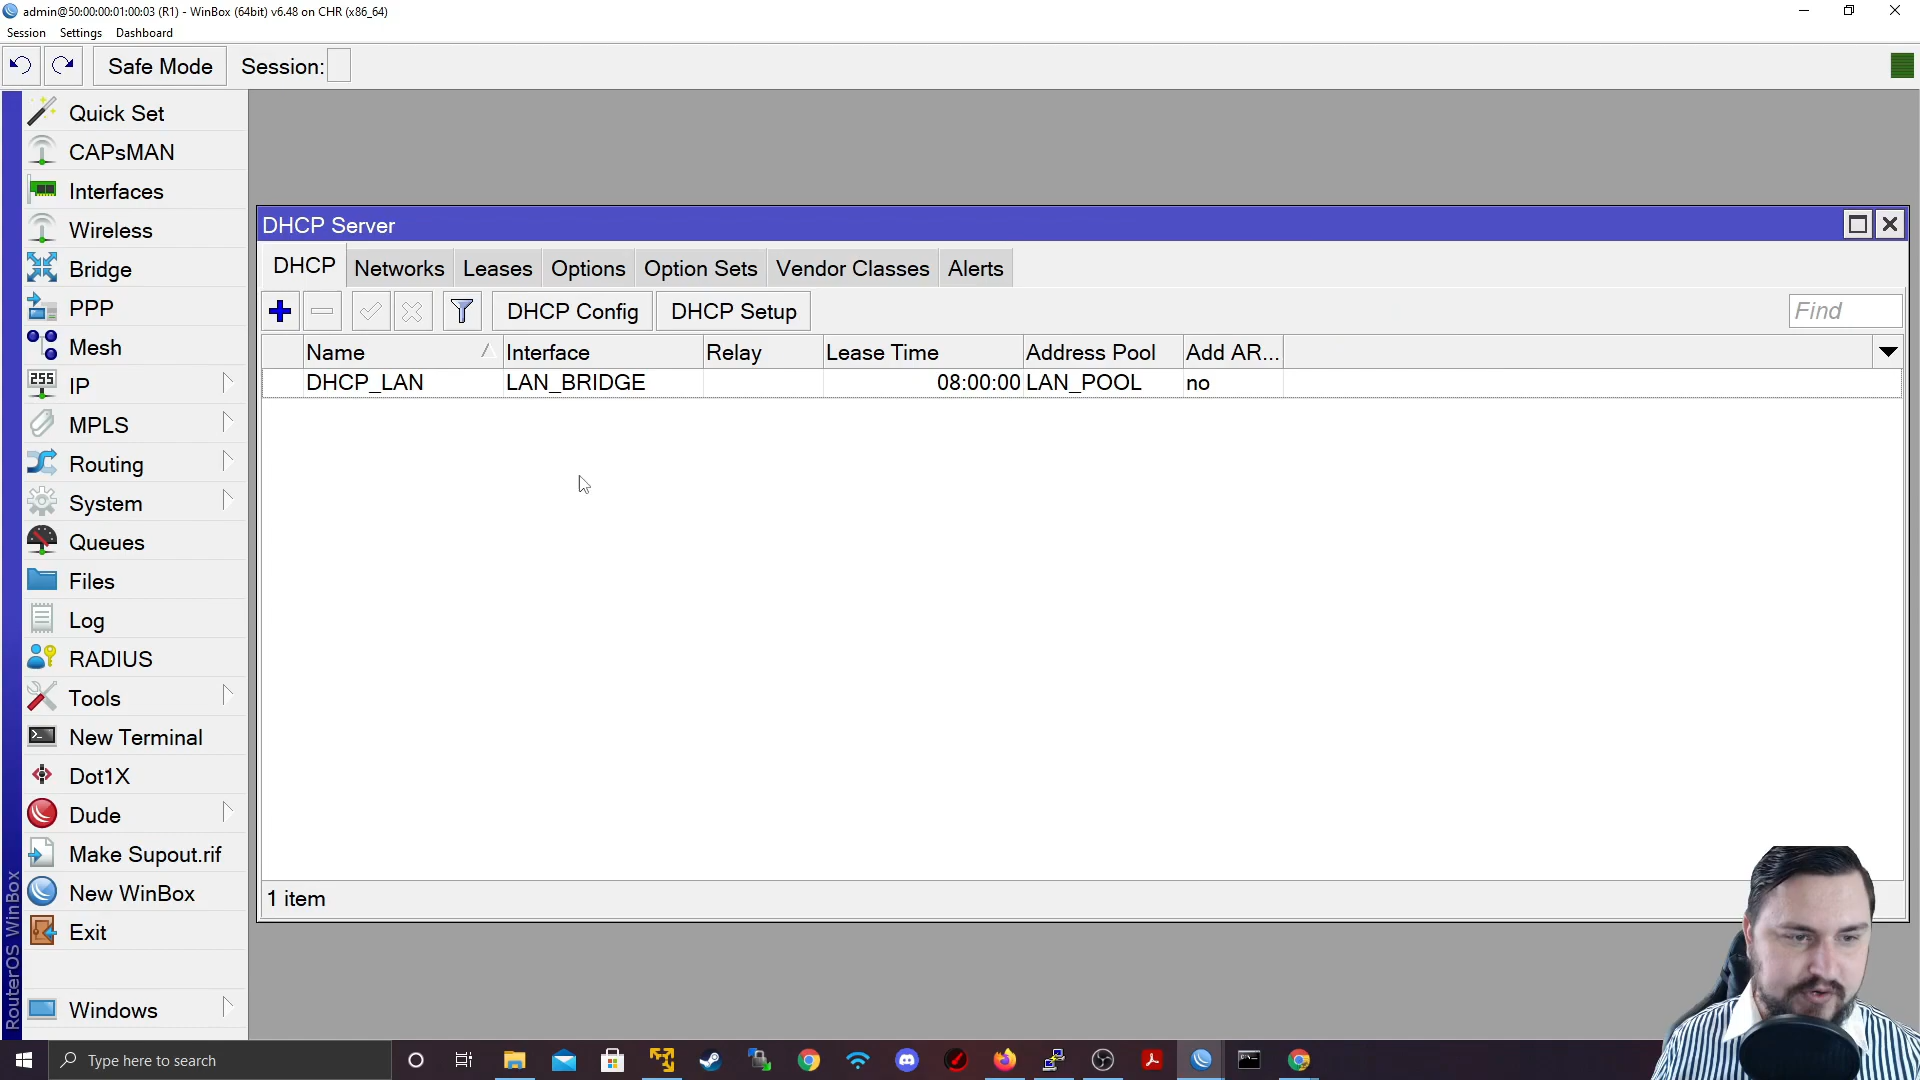 admin@50:00:00:01:00:03 (R1) - WinBox (64bit) v6.48 on CHR (x86_64)
Session Settings Dashboard
Safe Mode Session:
Quick Set
CAPsMAN
Interfaces
Wireless
Bridge
PPP
Mesh
255 IP
MPLS
Routing
System
Queues
Files
Log
RADIUS
Tools
New Terminal
Dot1X
Dude
Make Supout.rif
New WinBox
Exit
Windows
RouterOS WinBox
DHCP Server
DHCP Networks Leases Options Option Sets Vendor Classes Alerts
DHCP Config DHCP Setup Find
Name Interface Relay Lease Time Address Pool Add AR...
DHCP_LAN LAN_BRIDGE 08:00:00 LAN_POOL no
1 item
Type here to search